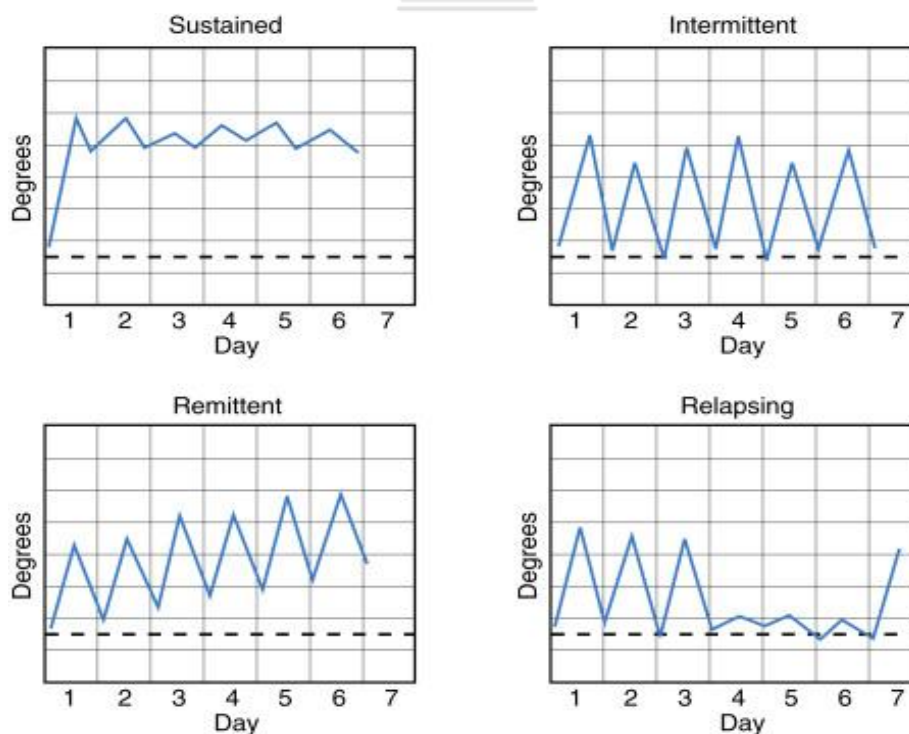 Sustained
Degrees
1 2 3 4 5 6 7
Day
Intermittent
Degrees
1 2 3 4 5 6 7
Day
Remittent
Degrees
1 2 3 4 5 6 7
Day
Relapsing
Degrees
1 2 3 4 5 6 7
Day